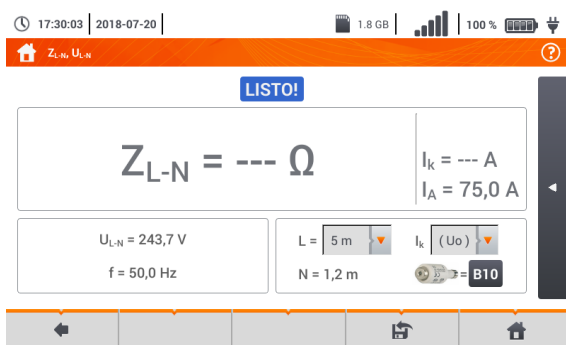 17:30:03 2018-07-20 1.8 GB 100 %
ZL-N, UL-N ?
LISTO!
ZL-N = --- Ω
Ik = --- A
IA = 75,0 A
UL-N = 243,7 V
f = 50,0 Hz
L = 5 m Ik (Uo)
N = 1,2 m = B10